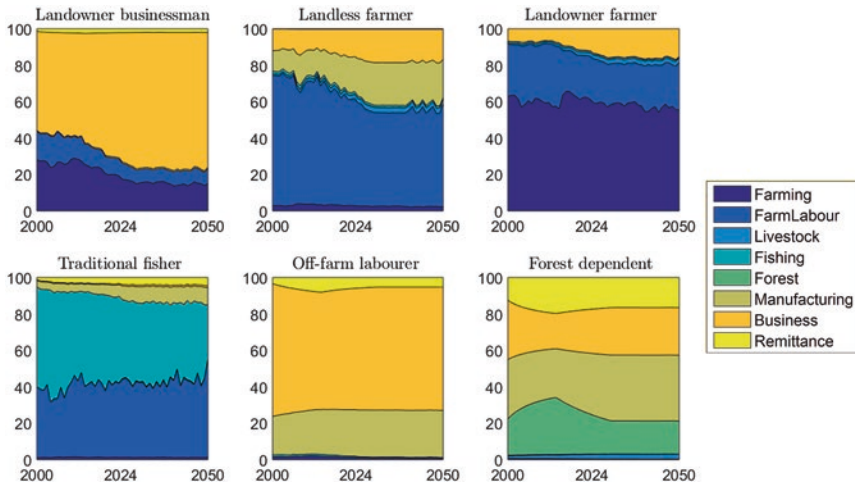 Landowner businessman Landless farmer Landowner farmer
100 100 100
80 80 80
60 60 60
40 40 40
20 20 20
0 0 0
2000 2024 2050 2000 2024 2050 2000 2024 2050
Traditional fisher Off-farm labourer Forest dependent
100 100 100
80 80 80
60 60 60
40 40 40
20 20 20
0 0 0
2000 2024 2050 2000 2024 2050 2000 2024 2050
Farming
FarmLabour
Livestock
Fishing
Forest
Manufacturing
Business
Remittance